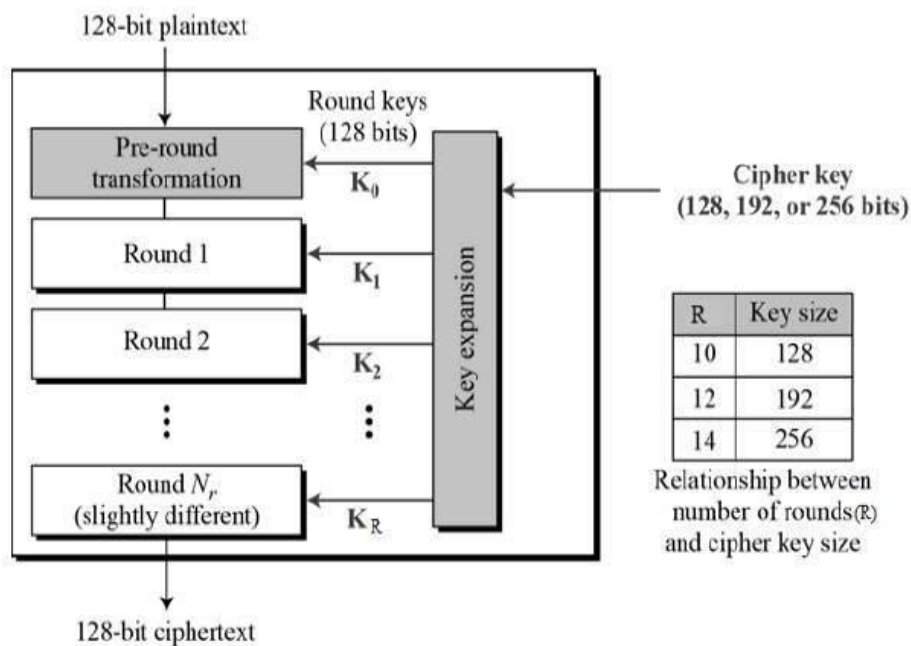 128-bit plaintext
Round keys
(128 bits)
Pre-round
transformation
K0
Cipher key
(128, 192, or 256 bits)
Round 1
K1
Key expansion
Round 2
K2
R Key size
10 128
12 192
14 256
Relationship between
number of rounds(R)
and cipher key size
Round Nr
(slightly different)
KR
128-bit ciphertext